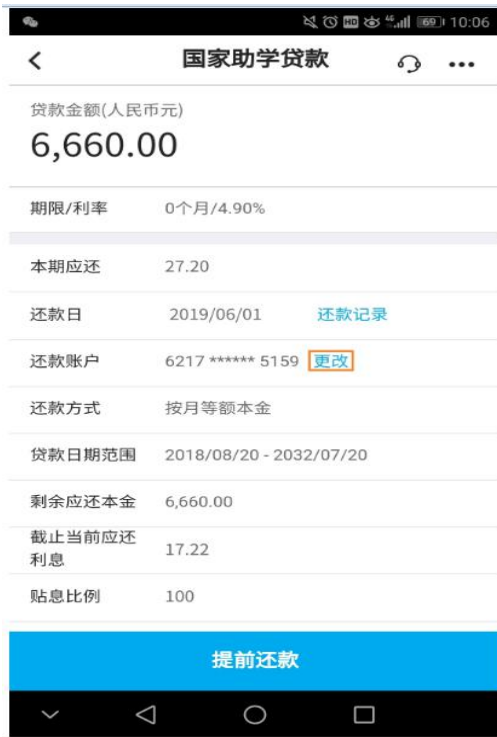 HD 46 69 10:06
国家助学贷款
贷款金额(人民币元)
6,660.00
期限/利率 0个月/4.90%
本期应还 27.20
还款日 2019/06/01 还款记录
还款账户 6217 ****** 5159 更改
还款方式 按月等额本金
贷款日期范围 2018/08/20 - 2032/07/20
剩余应还本金 6,660.00
截止当前应还
利息 17.22
贴息比例 100
提前还款